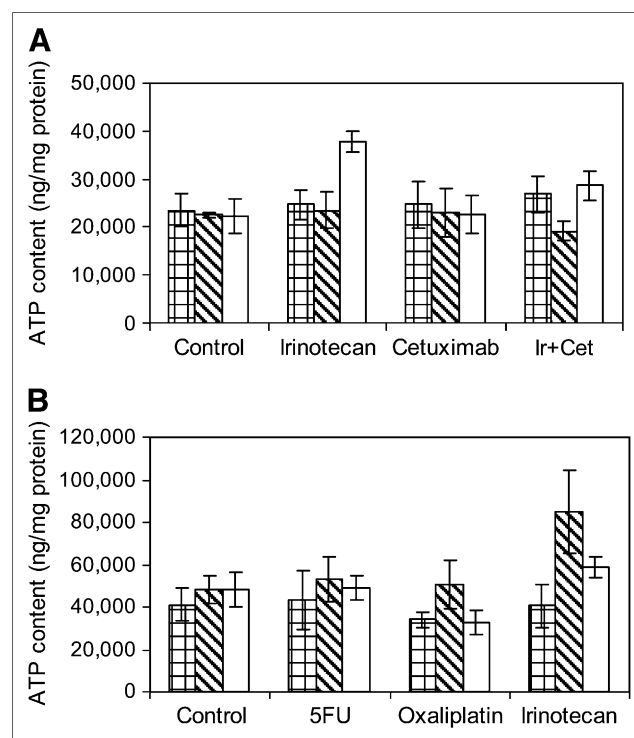 A
ATP content (ng/mg protein)
50,000
40,000
30,000
20,000
10,000
0
Control Irinotecan Cetuximab Ir+Cet
B
ATP content (ng/mg protein)
120,000
100,000
80,000
60,000
40,000
20,000
0
Control 5FU Oxaliplatin Irinotecan